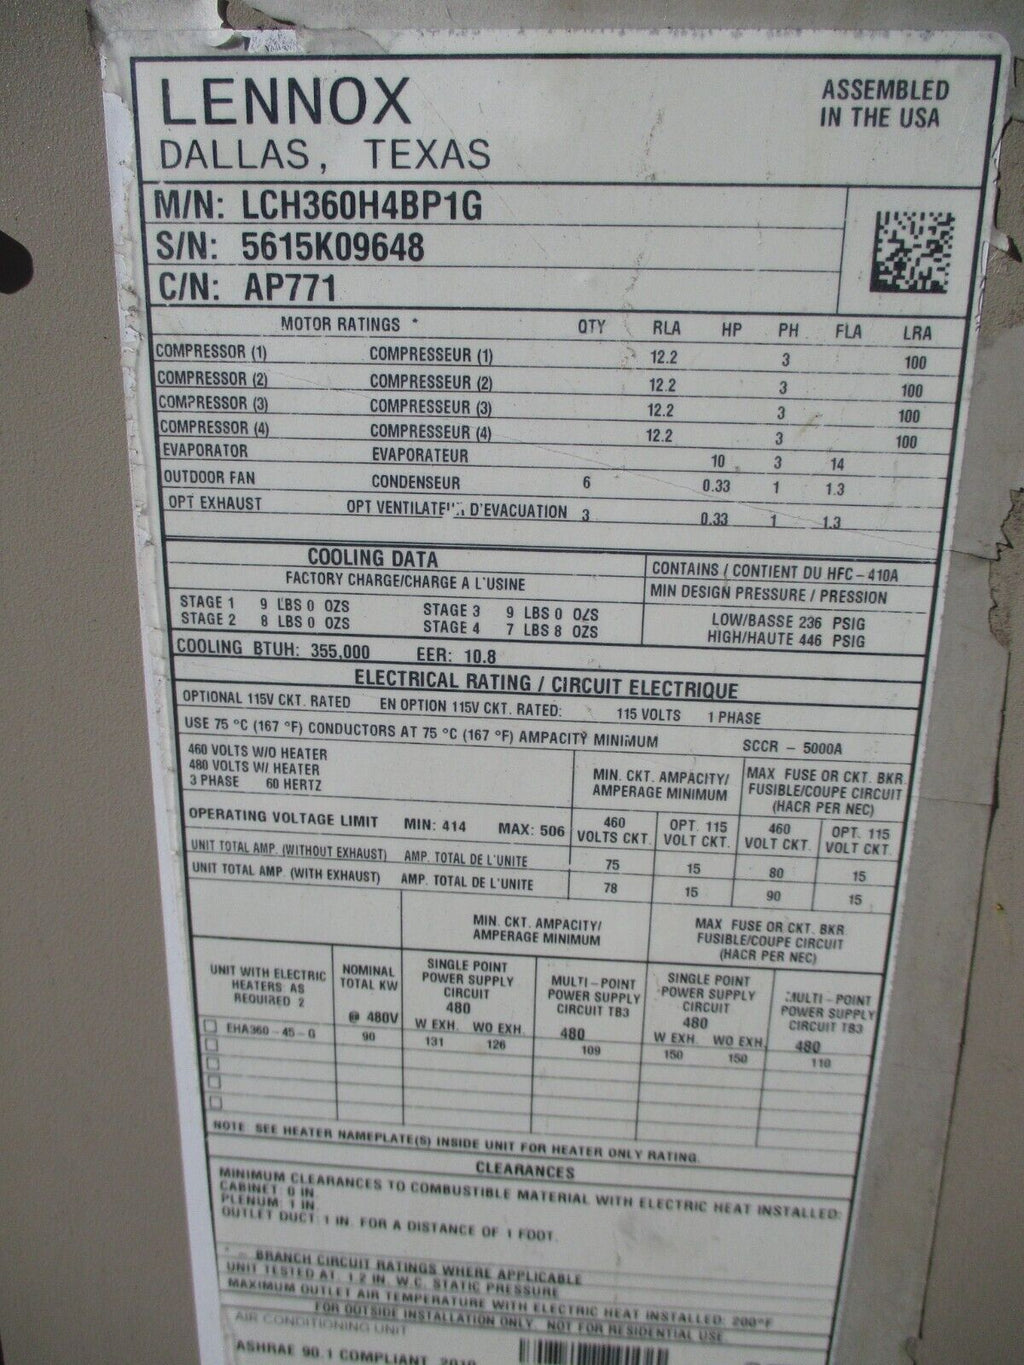 LENNOX
DALLAS, TEXAS
ASSEMBLED
IN THE USA
M/N: LCH360H4BP1G
S/N: 5615K09648
C/N: AP771
MOTOR RATINGS * QTY RLA HP PH FLA LRA
COMPRESSOR (1) COMPRESSEUR (1) 12.2 3 100
COMPRESSOR (2) COMPRESSEUR (2) 12.2 3 100
COMPRESSOR (3) COMPRESSEUR (3) 12.2 3 100
COMPRESSOR (4) COMPRESSEUR (4) 12.2 3 100
EVAPORATOR EVAPORATEUR 10 3 14
OUTDOOR FAN CONDENSEUR 6 0.33 1 1.3
OPT EXHAUST OPT D'EVACUATION 3 0.33 1 1.3
COOLING DATA
FACTORY CHARGE/CHARGE A L'USINE
STAGE 1 9 LBS 0 OZS STAGE 3 9 LBS 0 OZS
STAGE 2 8 LBS 0 OZS STAGE 4 7 LBS 8 OZS
CONTAINS / CONTIENT DU HFC - 410A
MIN DESIGN PRESSURE / PRESSION
LOW/BASSE 236 PSIG
HIGH/HAUTE 446 PSIG
COOLING BTUH: 355,000 EER: 10.8
ELECTRICAL RATING / CIRCUIT ELECTRIQUE
OPTIONAL 115V CKT. RATED EN OPTION 115V CKT. RATED: 115 VOLTS 1 PHASE
USE 75 °C (167 °F) CONDUCTORS AT 75 °C (167 °F) AMPACITY MINIMUM SCCR - 5000A
460 VOLTS W/O HEATER
480 VOLTS W/ HEATER
3 PHASE 60 HERTZ
MIN. CKT. AMPACITY/
AMPERAGE MINIMUM
MAX FUSE OR CKT. BKR.
FUSIBLE/COUPE CIRCUIT
(HACR PER NEC)
OPERATING VOLTAGE LIMIT MIN: 414 MAX: 506
460
VOLTS CKT.
OPT. 115
VOLT CKT.
460
VOLT CKT.
OPT. 115
VOLT CKT.
UNIT TOTAL AMP. (WITHOUT EXHAUST) AMP. TOTAL DE L'UNITE 75 15 80 15
UNIT TOTAL AMP. (WITH EXHAUST) AMP. TOTAL DE L'UNITE 78 15 90 15
MIN. CKT. AMPACITY/
AMPERAGE MINIMUM
MAX FUSE OR CKT. BKR
FUSIBLE/COUPE CIRCUIT
(HACR PER NEC)
UNIT WITH ELECTRIC
HEATERS AS
REQUIRED 2
NOMINAL
TOTAL KW
@ 480V
SINGLE POINT
POWER SUPPLY
CIRCUIT
480
W EXH. WO EXH.
MULTI-POINT
POWER SUPPLY
CIRCUIT TB3
480
SINGLE POINT
POWER SUPPLY
CIRCUIT
480
W EXH. WO EXH.
MULTI-POINT
POWER SUPPLY
CIRCUIT TB3
480
EHA360-45-G 90 131 126 109 150 150 110
NOTE SEE HEATER NAMEPLATE(S) INSIDE UNIT FOR HEATER ONLY RATING.
CLEARANCES
MINIMUM CLEARANCES TO COMBUSTIBLE MATERIAL WITH ELECTRIC HEAT INSTALLED:
CABINET 0 IN.
PLENUM: 1 IN.
OUTLET DUCT: 1 IN. FOR A DISTANCE OF 1 FOOT.
* - BRANCH CIRCUIT RATINGS WHERE APPLICABLE
UNIT TESTED AT 1.2 IN. W.C. STATIC PRESSURE
MAXIMUM OUTLET AIR TEMPERATURE WITH ELECTRIC HEAT INSTALLED: 200°F
FOR OUTSIDE INSTALLATION ONLY. NOT FOR RESIDENTIAL USE
AIR CONDITIONING UNIT
ASHRAE 90.1 COMPLIANT 2010